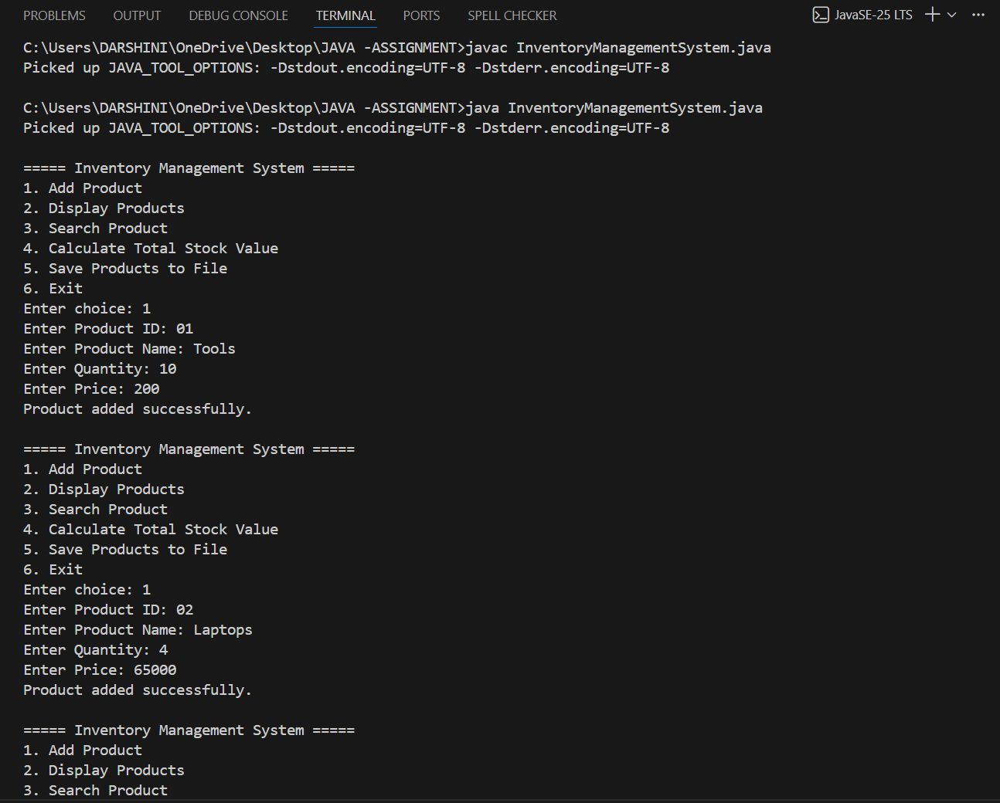 PROBLEMS OUTPUT DEBUG CONSOLE TERMINAL PORTS SPELL CHECKER JavaSE-25 LTS
C:\Users\DARSHINI\OneDrive\Desktop\JAVA -ASSIGNMENT>javac InventoryManagementSystem.java
Picked up JAVA_TOOL_OPTIONS: -Dstdout.encoding=UTF-8 -Dstderr.encoding=UTF-8
C:\Users\DARSHINI\OneDrive\Desktop\JAVA -ASSIGNMENT>java InventoryManagementSystem.java
Picked up JAVA_TOOL_OPTIONS: -Dstdout.encoding=UTF-8 -Dstderr.encoding=UTF-8
===== Inventory Management System =====
1. Add Product
2. Display Products
3. Search Product
4. Calculate Total Stock Value
5. Save Products to File
6. Exit
Enter choice: 1
Enter Product ID: 01
Enter Product Name: Tools
Enter Quantity: 10
Enter Price: 200
Product added successfully.
===== Inventory Management System =====
1. Add Product
2. Display Products
3. Search Product
4. Calculate Total Stock Value
5. Save Products to File
6. Exit
Enter choice: 1
Enter Product ID: 02
Enter Product Name: Laptops
Enter Quantity: 4
Enter Price: 65000
Product added successfully.
===== Inventory Management System =====
1. Add Product
2. Display Products
3. Search Product